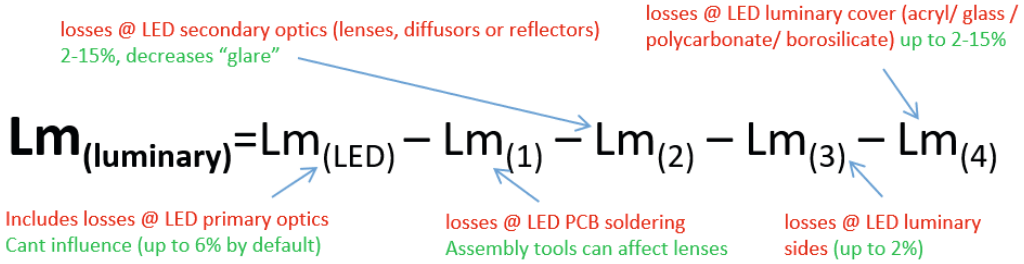 losses @ LED secondary optics (lenses, diffusors or reflectors)
2-15%, decreases “glare”
losses @ LED luminary cover (acryl/ glass /
polycarbonate/ borosilicate) up to 2-15%
Lm(luminary)=Lm(LED) – Lm(1) – Lm(2) – Lm(3) – Lm(4)
Includes losses @ LED primary optics
Cant influence (up to 6% by default)
losses @ LED PCB soldering
Assembly tools can affect lenses
losses @ LED luminary
sides (up to 2%)